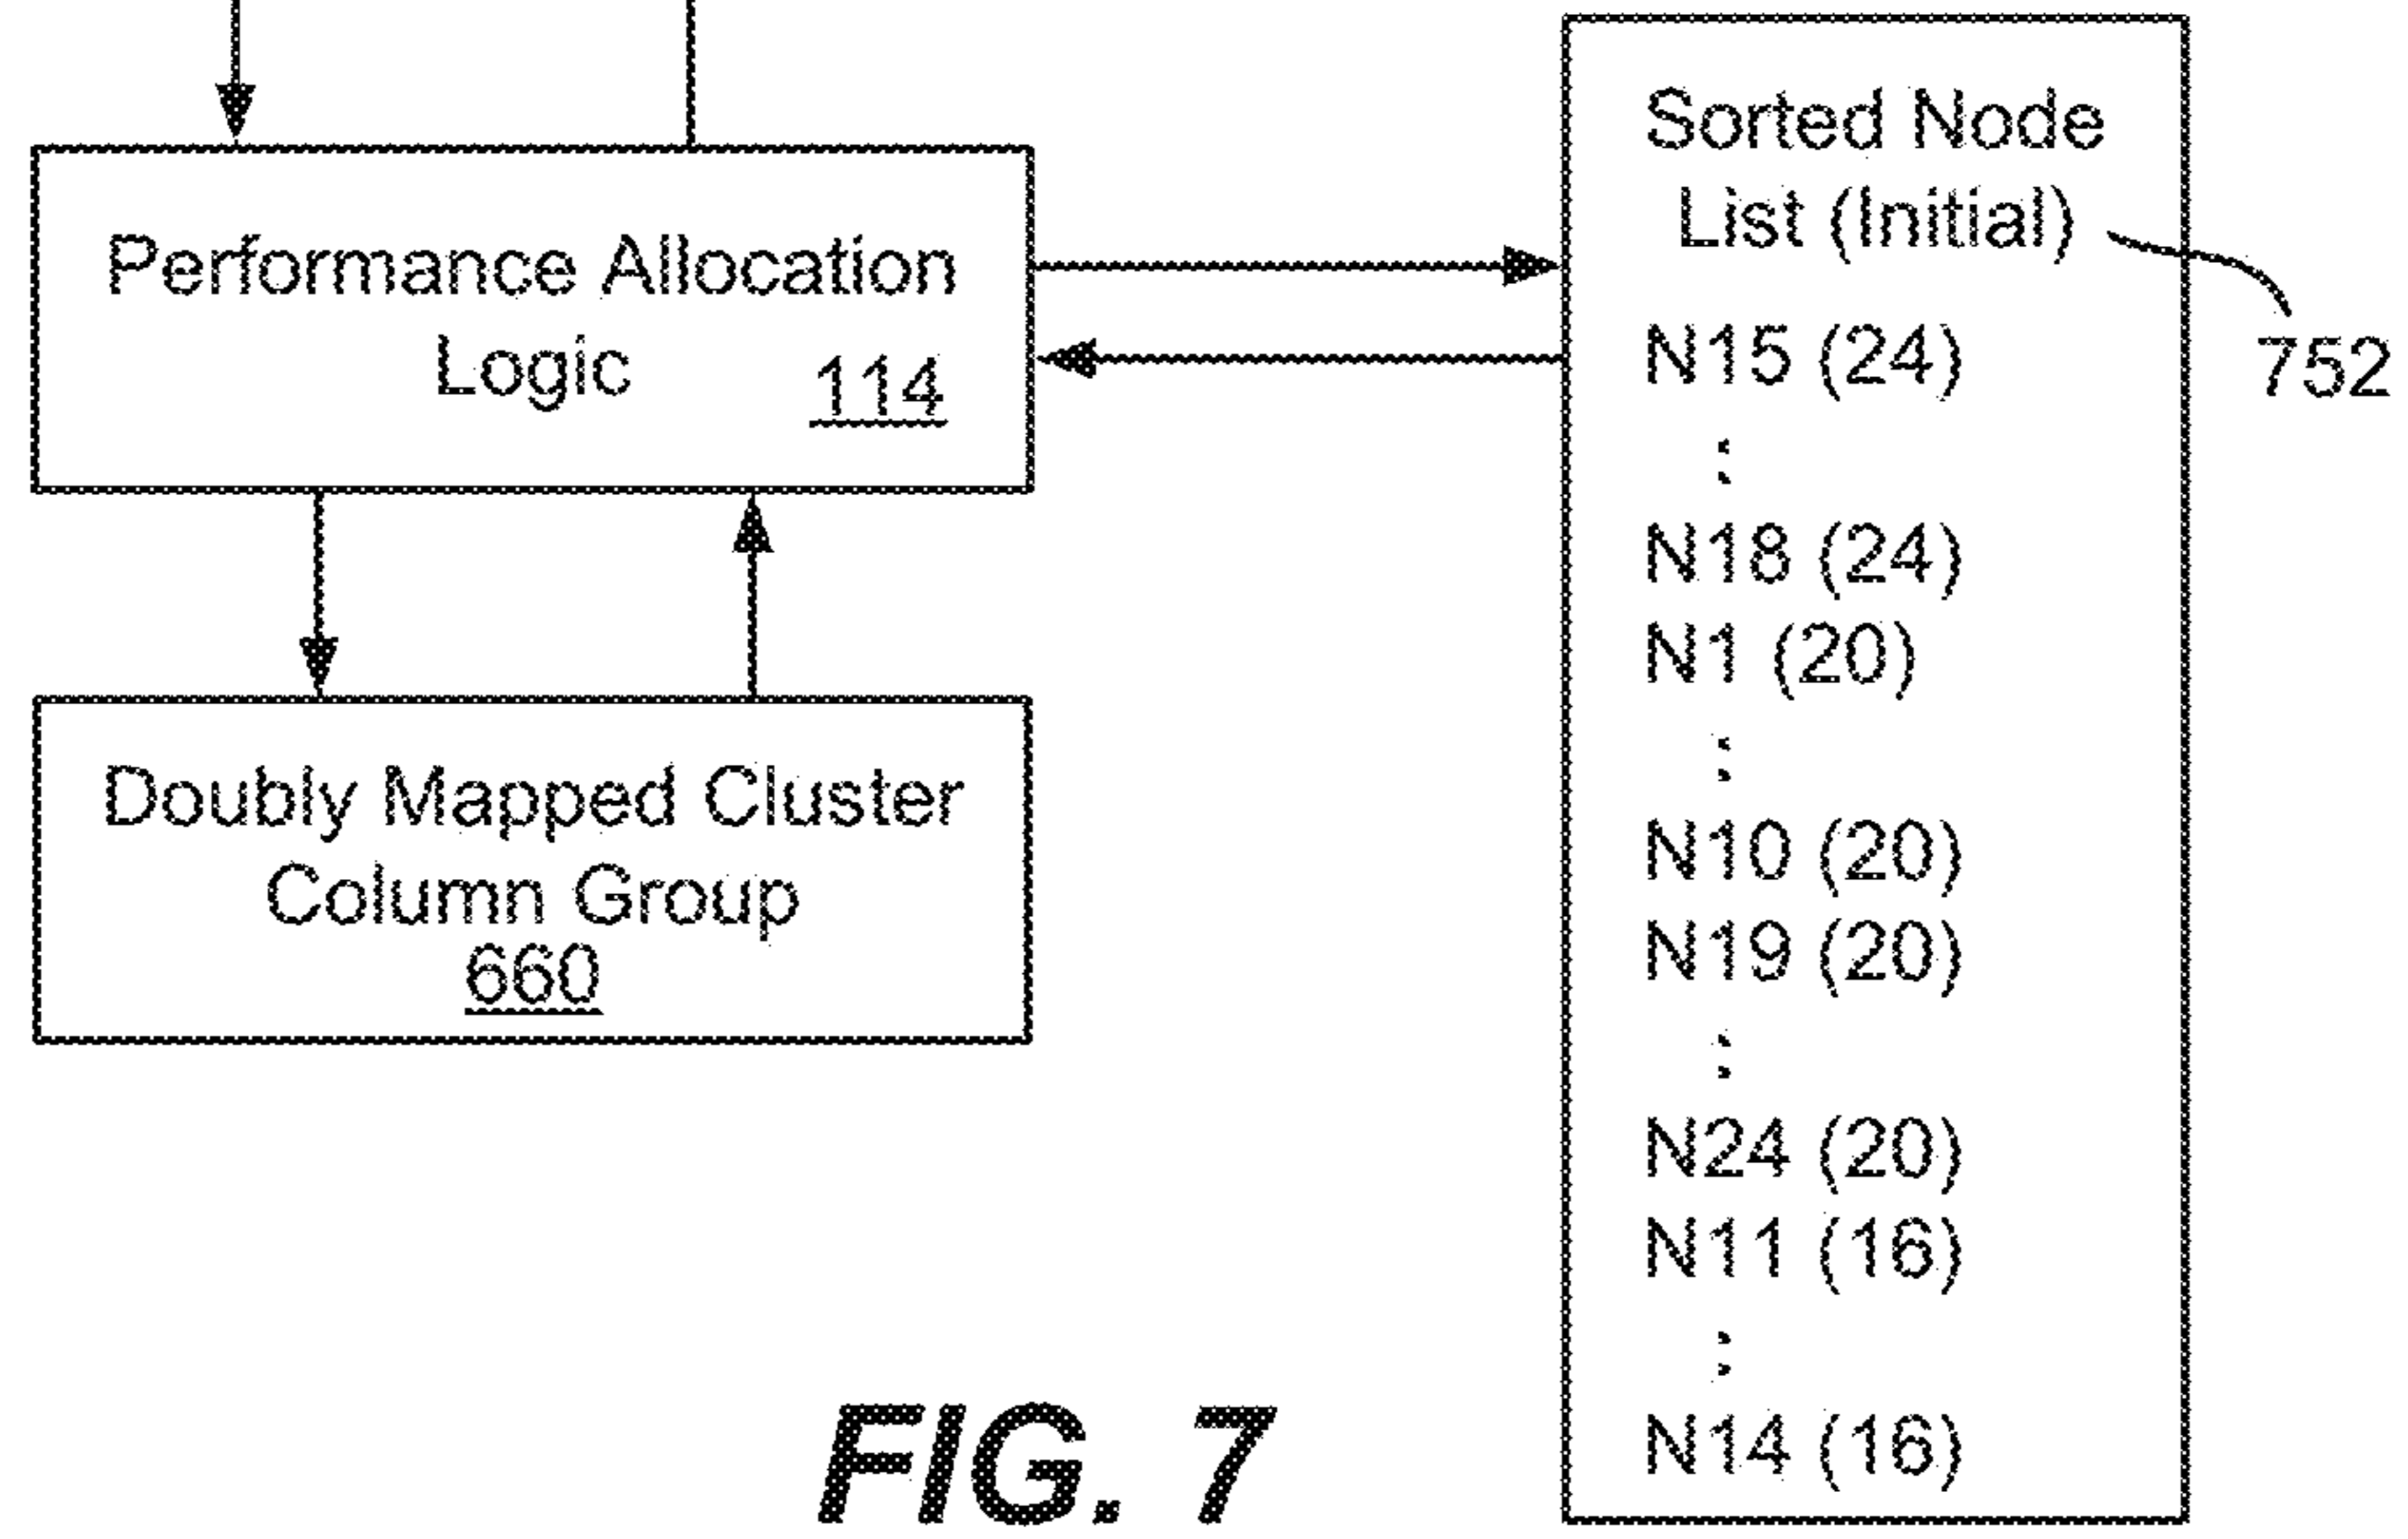 Performance Allocation
Logic 114
Doubly Mapped Cluster
Column Group
660
Sorted Node
List (Initial)
752
N15 (24)
:
N18 (24)
N1 (20)
:
N10 (20)
N19 (20)
:
N24 (20)
N11 (16)
:
N14 (16)
FIG. 7